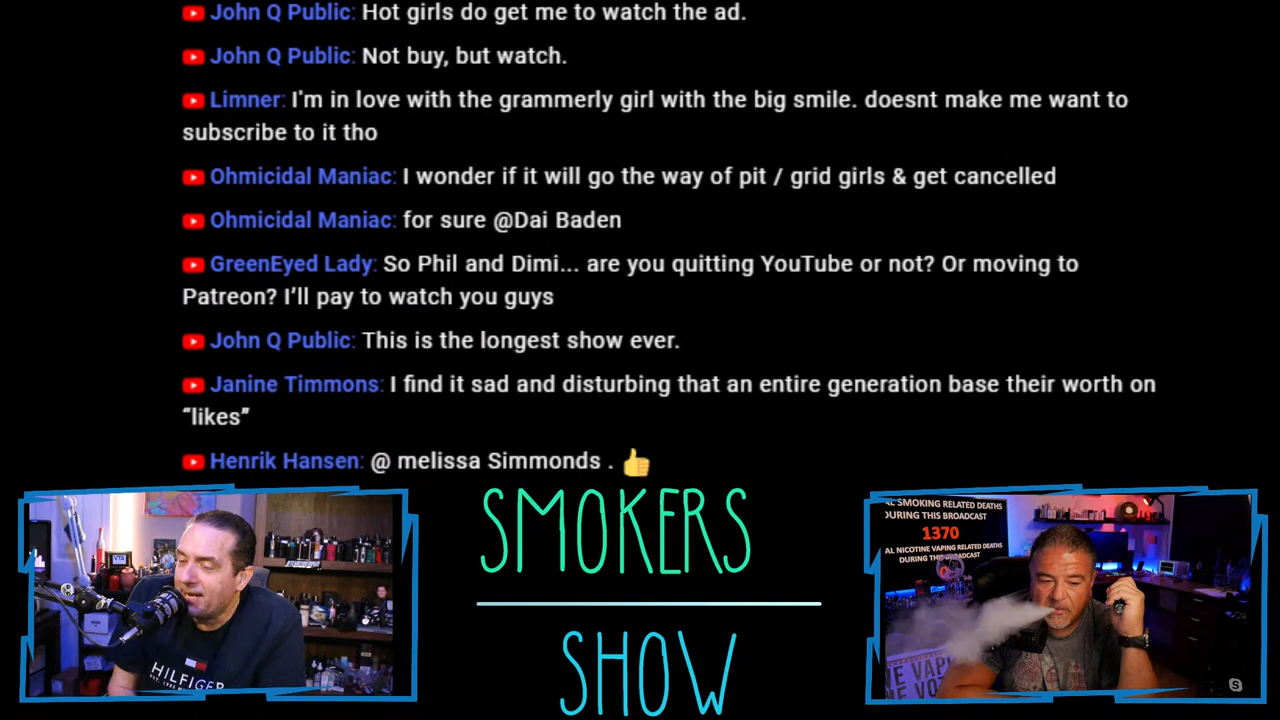 John Q Public: Hot girls do get me to watch the ad.
John Q Public: Not buy, but watch.
Limner: I'm in love with the grammerly girl with the big smile. doesnt make me want to
subscribe to it tho
Ohmicidal Maniac: I wonder if it will go the way of pit / grid girls & get cancelled
Ohmicidal Maniac: for sure @Dai Baden
GreenEyed Lady: So Phil and Dimi... are you quitting YouTube or not? Or moving to
Patreon? I’ll pay to watch you guys
John Q Public: This is the longest show ever.
Janine Timmons: I find it sad and disturbing that an entire generation base their worth on
“likes”
Henrik Hansen: @ melissa Simmonds . 👍
SMOKERS
SHOW
HILFIGER
AL SMOKING RELATED DEATHS
DURING THIS BROADCAST
1370
AL NICOTINE VAPING RELATED DEATHS
DURING THIS BROADCAST
VE VAP
ME VO